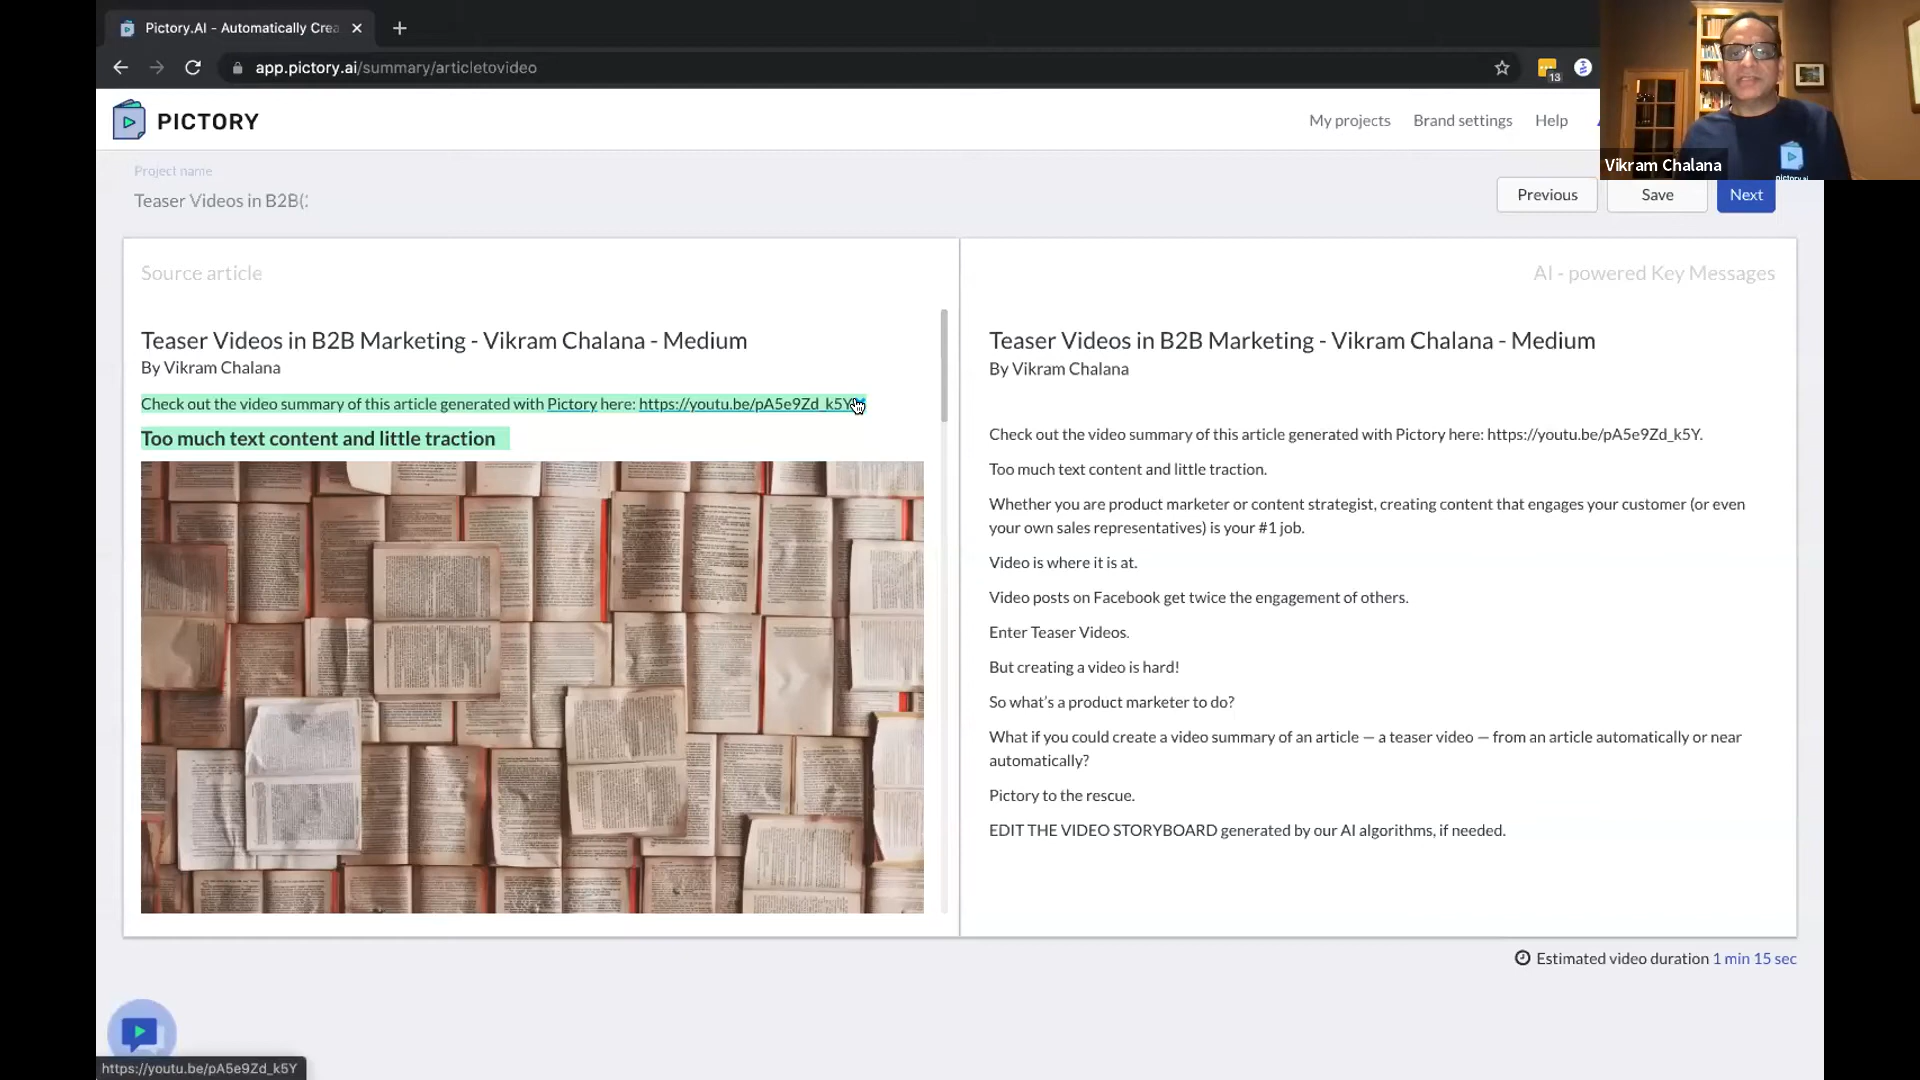 Pictory.AI - Automatically Crea
app.pictory.ai/summary/articletovideo
13
PICTORY
My projects
Brand settings
Help
Vikram Chalana
pictory.ai
Project name
Teaser Videos in B2B(
Previous
Save
Next
Source article
AI - powered Key Messages
Teaser Videos in B2B Marketing - Vikram Chalana - Medium
By Vikram Chalana
Check out the video summary of this article generated with Pictory here: https://youtu.be/pA5e9Zd_k5Y
Too much text content and little traction
Teaser Videos in B2B Marketing - Vikram Chalana - Medium
By Vikram Chalana
Check out the video summary of this article generated with Pictory here: https://youtu.be/pA5e9Zd_k5Y.
Too much text content and little traction.
Whether you are product marketer or content strategist, creating content that engages your customer (or even
your own sales representatives) is your #1 job.
Video is where it is at.
Video posts on Facebook get twice the engagement of others.
Enter Teaser Videos.
But creating a video is hard!
So what’s a product marketer to do?
What if you could create a video summary of an article — a teaser video — from an article automatically or near
automatically?
Pictory to the rescue.
EDIT THE VIDEO STORYBOARD generated by our AI algorithms, if needed.
Estimated video duration 1 min 15 sec
https://youtu.be/pA5e9Zd_k5Y